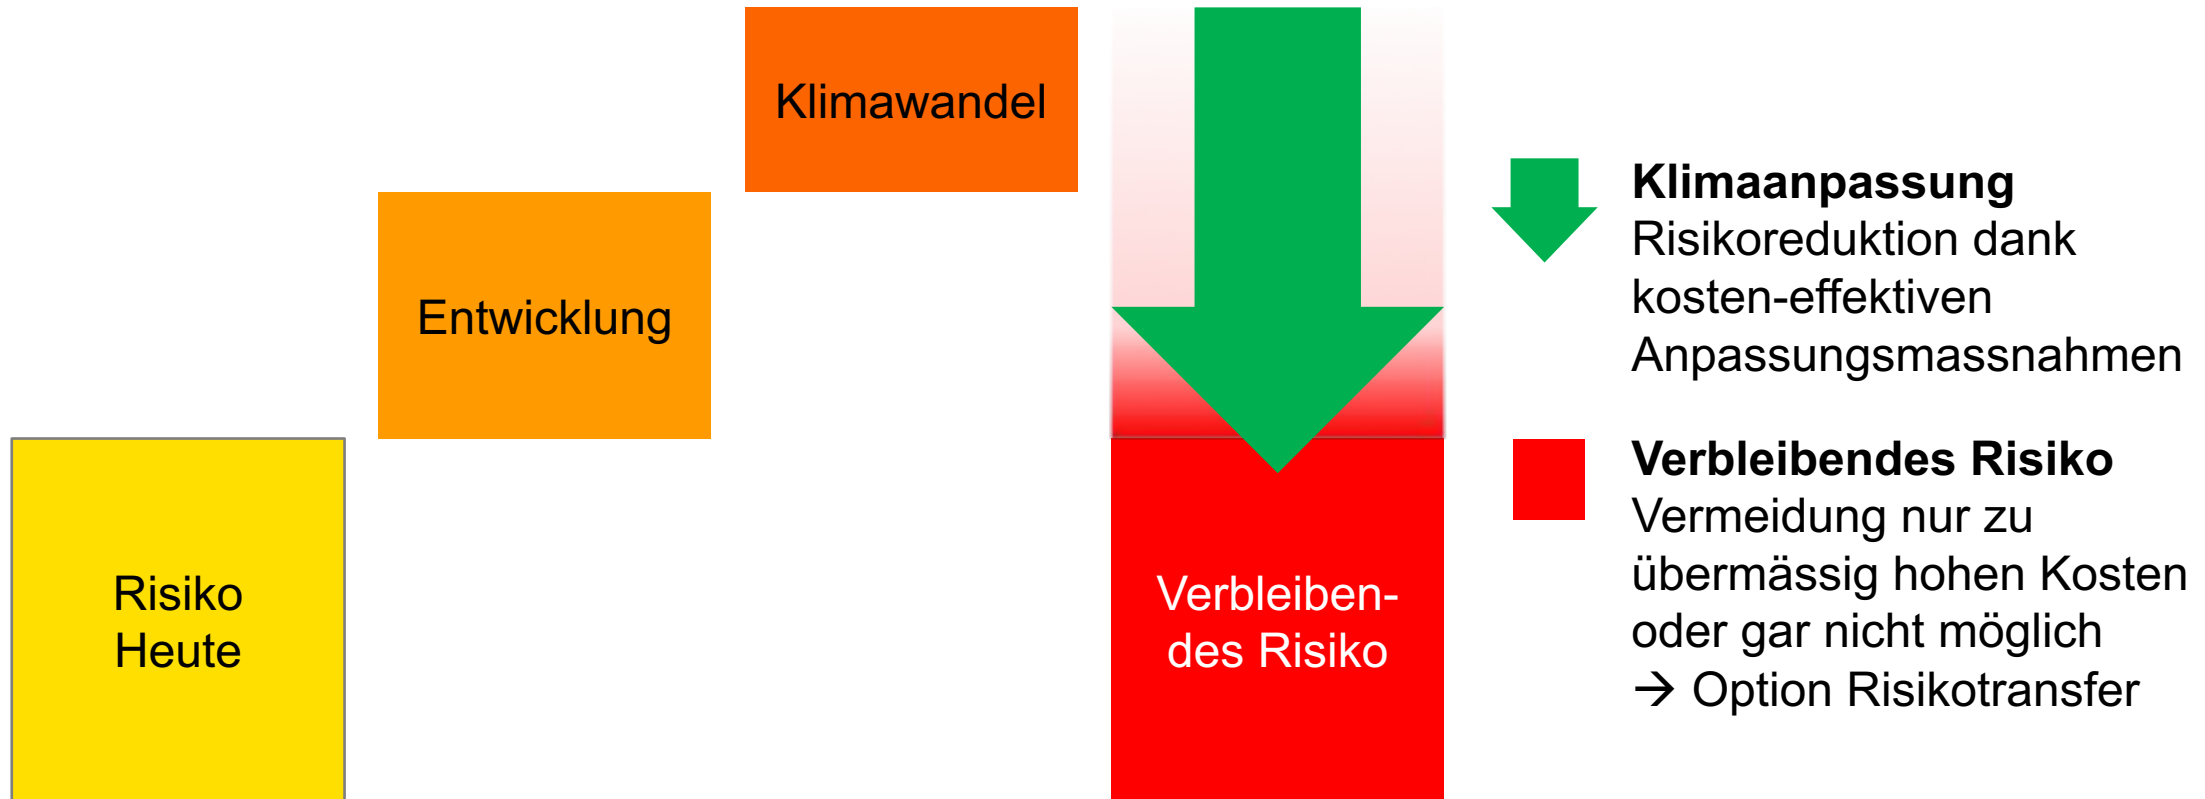 Klimawandel
Entwicklung
Risiko
Heute
Verbleiben-
des Risiko
Klimaanpassung
Risikoreduktion dank
kosten-effektiven
Anpassungsmassnahmen
Verbleibendes Risiko
Vermeidung nur zu
übermässig hohen Kosten
oder gar nicht möglich
→ Option Risikotransfer